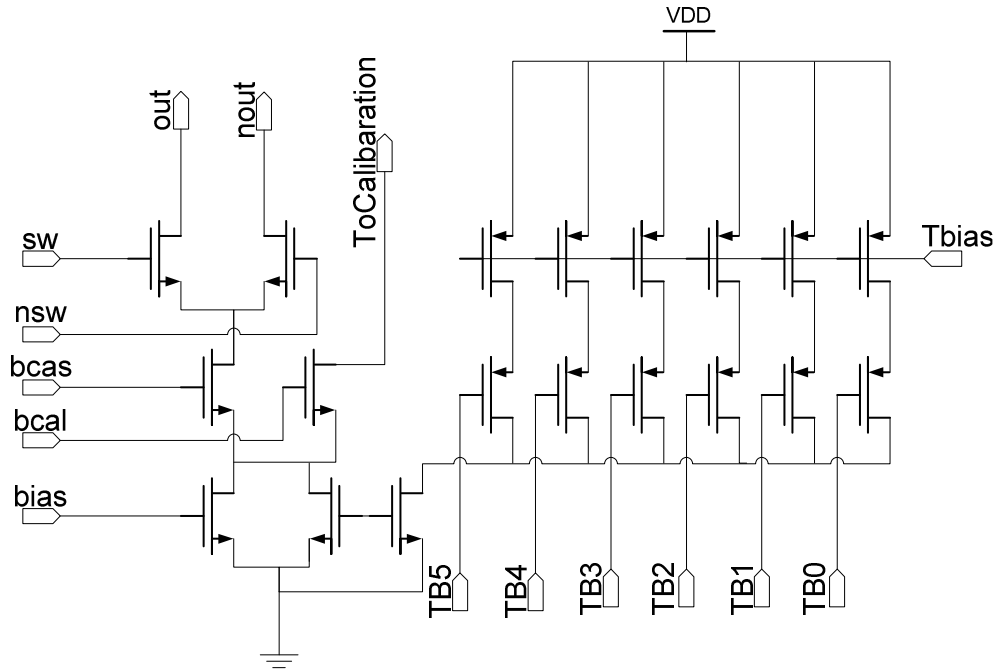 VDD
out
nout
ToCalibaration
sw
Tbias
nsw
bcas
bcal
bias
TB5
TB4
TB3
TB2
TB1
TB0